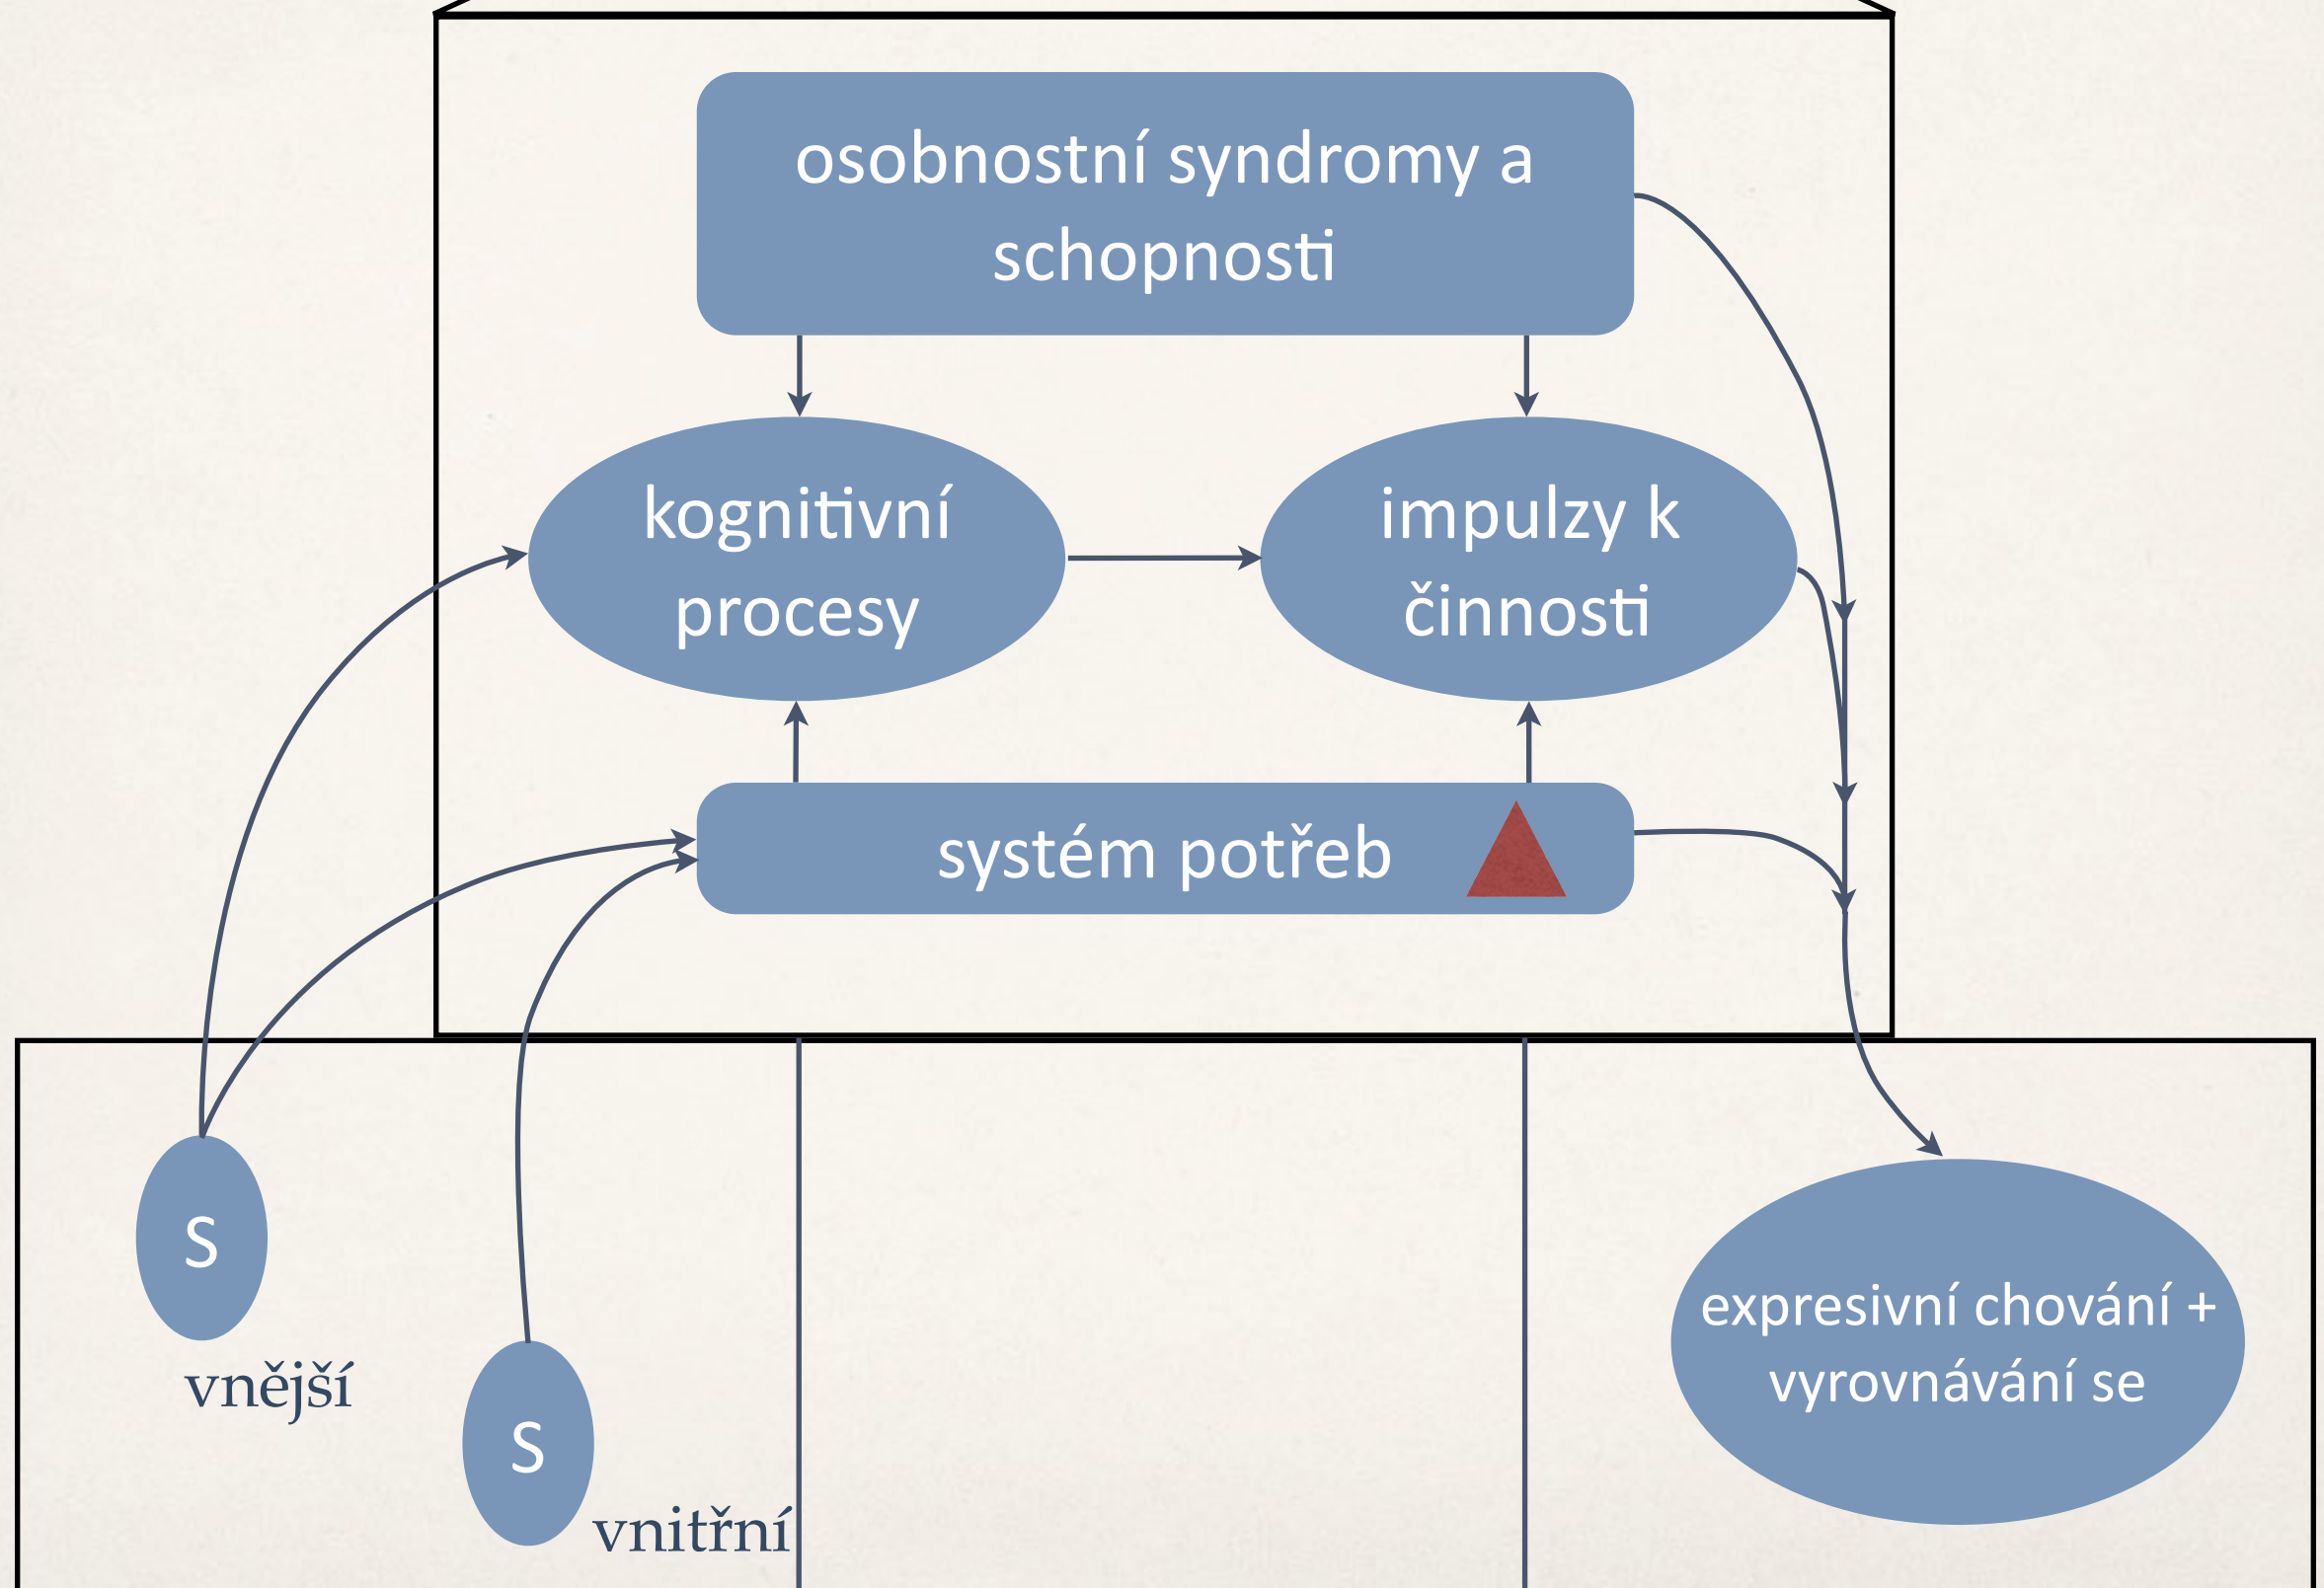 osobnostní syndromy a
schopnosti
kognitivní
procesy
impulzy k
činnosti
systém potřeb
S
vnější
S
vnitřní
expresivní chování +
vyrovnávání se